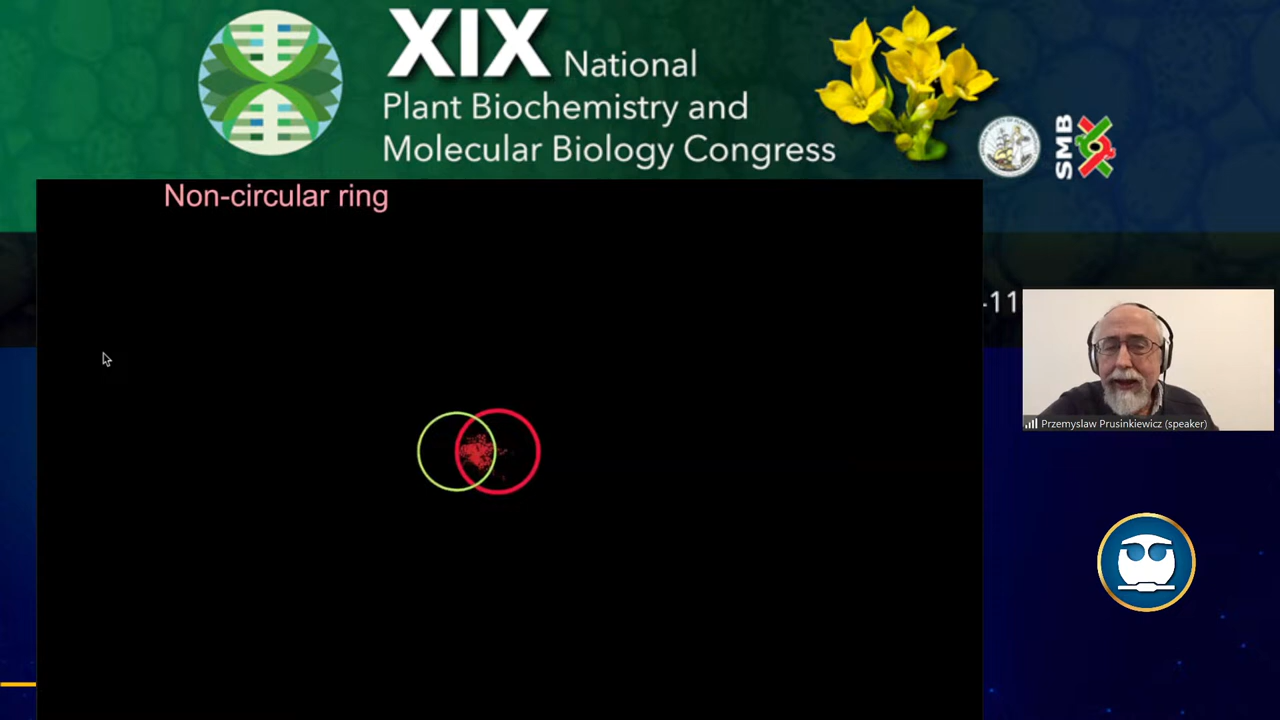 XIX National
Plant Biochemistry and
Molecular Biology Congress
SMB
Non-circular ring
-11
Przemyslaw Prusinkiewicz (speaker)